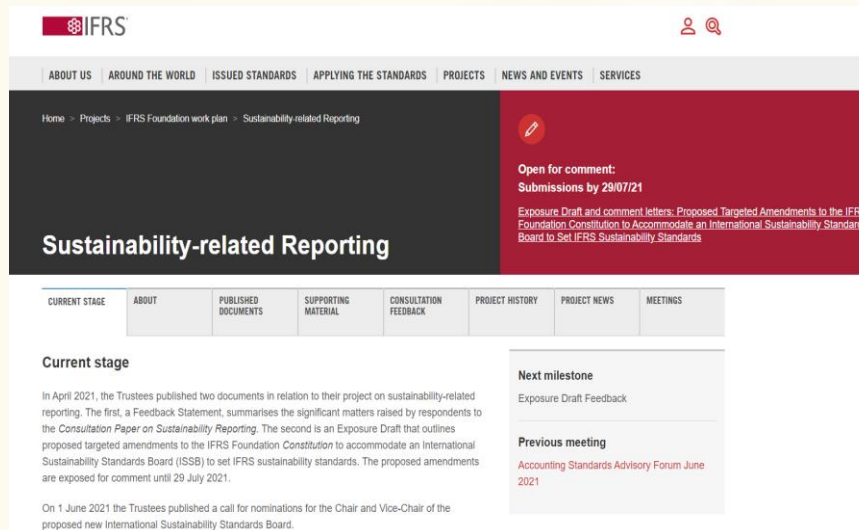 IFRS
ABOUT US AROUND THE WORLD ISSUED STANDARDS APPLYING THE STANDARDS PROJECTS NEWS AND EVENTS SERVICES
Home > Projects > IFRS Foundation work plan > Sustainability-related Reporting
Sustainability-related Reporting
Open for comment:
Submissions by 29/07/21
Exposure Draft and comment letters: Proposed Targeted Amendments to the IFR
Foundation Constitution to Accommodate an International Sustainability Standar
Board to Set IFRS Sustainability Standards
CURRENT STAGE
ABOUT
PUBLISHED
DOCUMENTS
SUPPORTING
MATERIAL
CONSULTATION
FEEDBACK
PROJECT HISTORY
PROJECT NEWS
MEETINGS
Current stage
In April 2021, the Trustees published two documents in relation to their project on sustainability-related
reporting. The first, a Feedback Statement, summarises the significant matters raised by respondents to
the Consultation Paper on Sustainability Reporting. The second is an Exposure Draft that outlines
proposed targeted amendments to the IFRS Foundation Constitution to accommodate an International
Sustainability Standards Board (ISSB) to set IFRS sustainability standards. The proposed amendments
are exposed for comment until 29 July 2021.
On 1 June 2021 the Trustees published a call for nominations for the Chair and Vice-Chair of the
proposed new International Sustainability Standards Board.
Next milestone
Exposure Draft Feedback
Previous meeting
Accounting Standards Advisory Forum June
2021